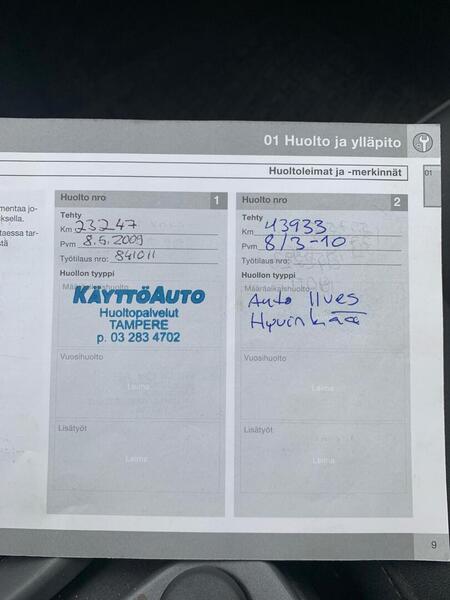 01 Huolto ja ylläpito
Huoltoleimat ja -merkinnät
01
mentaa jo-
ksella.
taessa tar-
stä
Huolto nro 1
Tehty
Km 23247
Pvm 8.5.2009
Työtilaus nro: 841011
Huollon tyyppi
Määräaikaishuolto
KÄYTTÖAUTO
Huoltopalvelut
TAMPERE
p. 03 283 4702
Vuosihuolto
Leima
Lisätyöt
Leima
Huolto nro 2
Tehty
Km 43933
Pvm 8/3-10
Työtilaus nro:
Huollon tyyppi
Määräaikaishuolto
Auto Ilves
Hyvinkää
Vuosihuolto
Leima
Lisätyöt
Leima
9